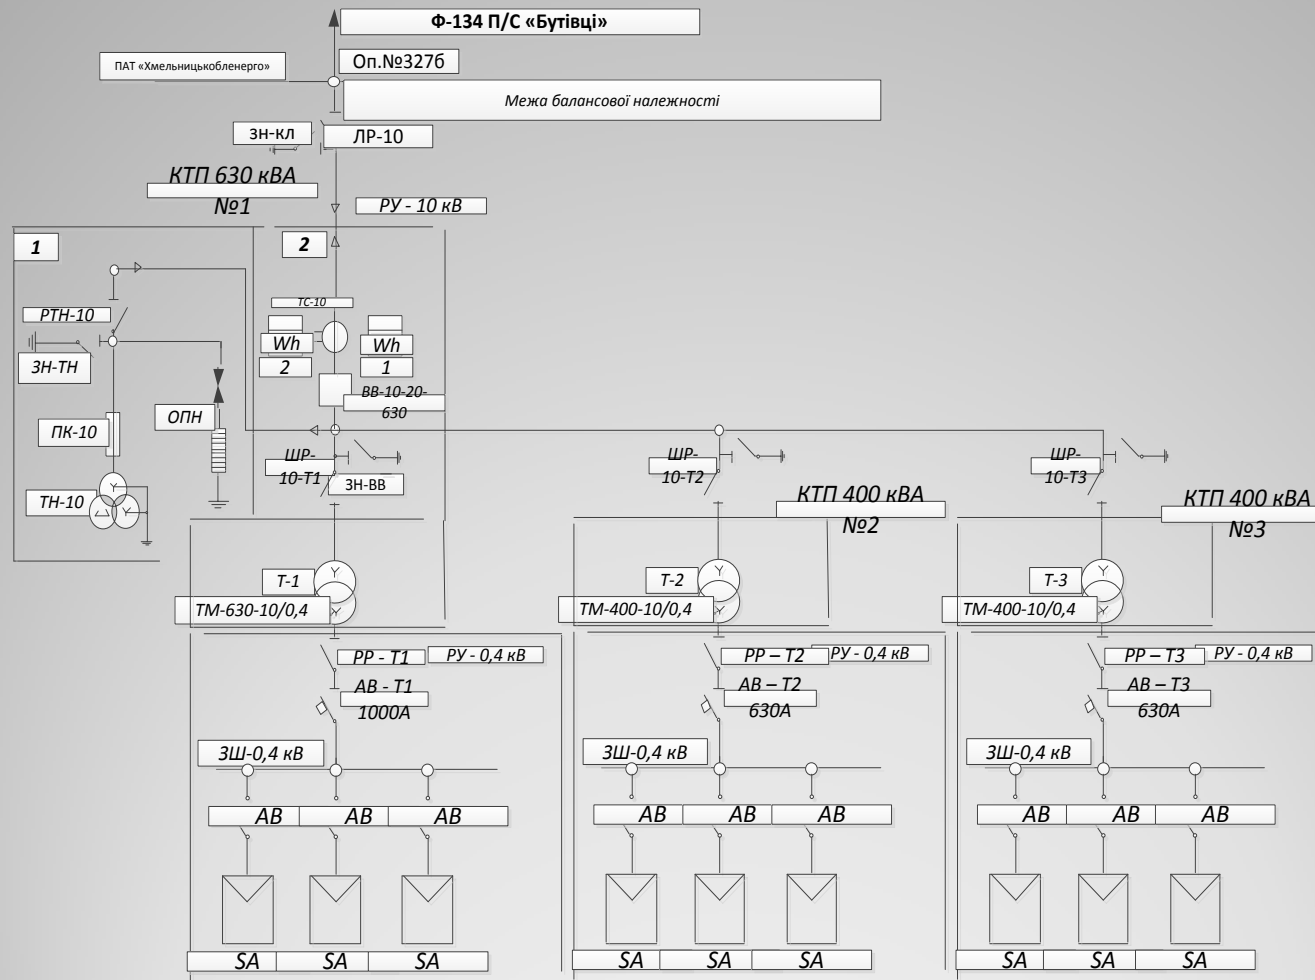 Ф-134 П/С «Бутівці»
ПАТ «Хмельницькобленерго»
Оп.№327б
Межа балансової належності
ЗН-КЛ
ЛР-10
КТП 630 кВА
№1
РУ - 10 кВ
1
2
ТС-10
РТН-10
ЗН-ТН
Wh
2
Wh
1
ВВ-10-20-
630
ПК-10
ОПН
ТН-10
ШР-
10-Т1
ЗН-ВВ
ШР-
10-Т2
ШР-
10-Т3
КТП 400 кВА
№2
КТП 400 кВА
№3
Т-1
ТМ-630-10/0,4
Т-2
ТМ-400-10/0,4
Т-3
ТМ-400-10/0,4
РР - Т1
РУ - 0,4 кВ
АВ - Т1
1000А
РР – Т2
РУ - 0,4 кВ
АВ – Т2
630А
РР – Т3
РУ - 0,4 кВ
АВ – Т3
630А
ЗШ-0,4 кВ
ЗШ-0,4 кВ
ЗШ-0,4 кВ
АВ АВ АВ
АВ АВ АВ
АВ АВ АВ
SA SA SA
SA SA SA
SA SA SA